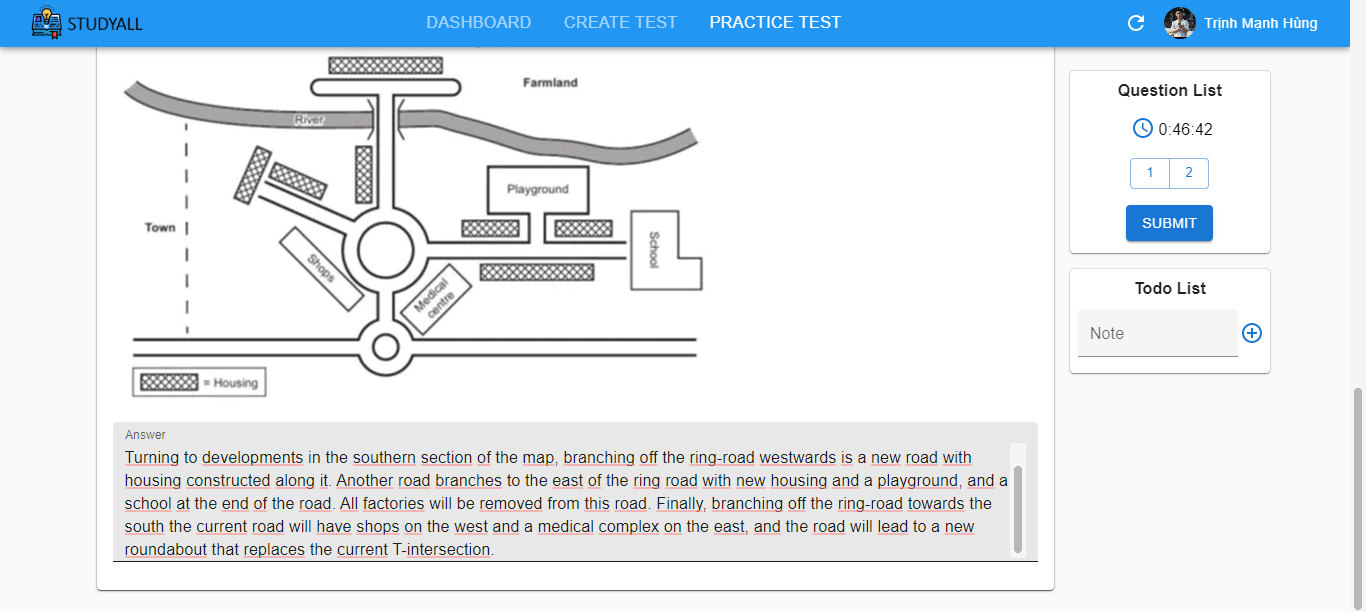 STUDYALL
DASHBOARD
CREATE TEST
PRACTICE TEST
Trịnh Mạnh Hùng
Farmland
River
Playground
Town
School
Shops
Medical
centre
= Housing
Answer
Turning to developments in the southern section of the map, branching off the ring-road westwards is a new road with
housing constructed along it. Another road branches to the east of the ring road with new housing and a playground, and a
school at the end of the road. All factories will be removed from this road. Finally, branching off the ring-road towards the
south the current road will have shops on the west and a medical complex on the east, and the road will lead to a new
roundabout that replaces the current T-intersection.
Question List
0:46:42
1 2
SUBMIT
Todo List
Note